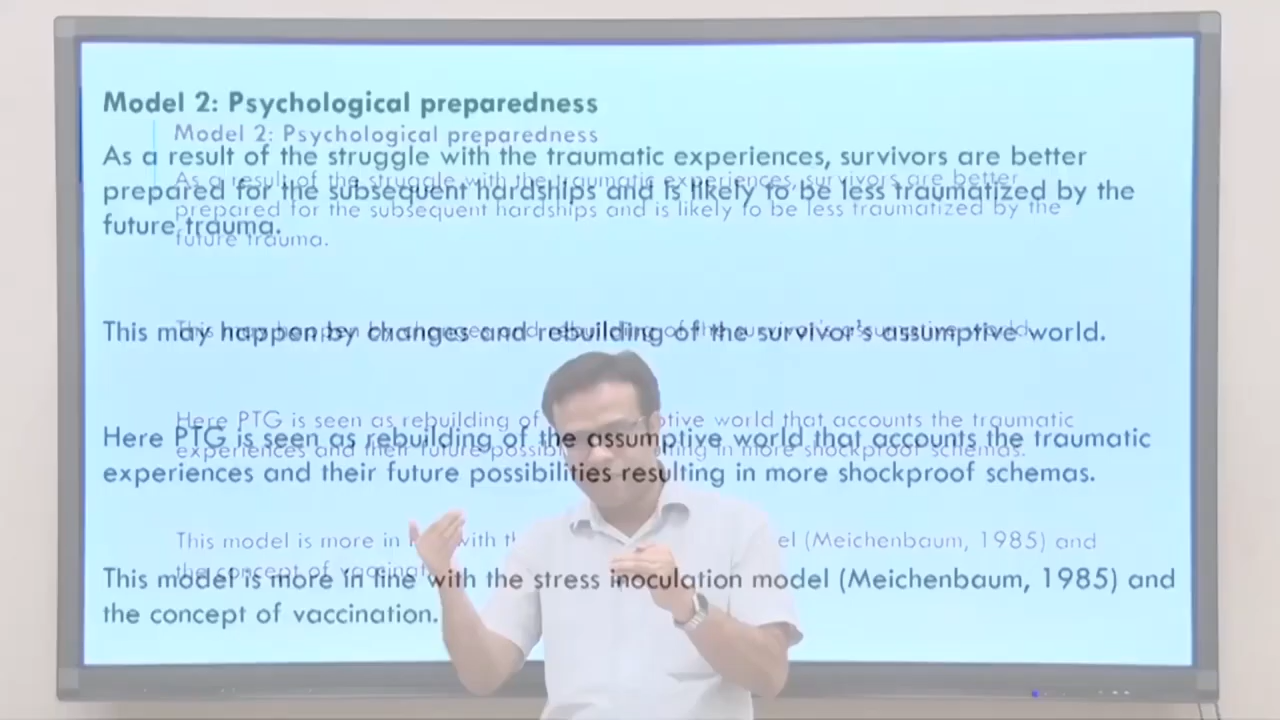 Model 2: Psychological preparedness
As a result of the struggle with the traumatic experiences, survivors are better
prepared for the subsequent hardships and is likely to be less traumatized by the
future trauma.
This may happen by changes and rebuilding of the survivor's assumptive world.
Here PTG is seen as rebuilding of the assumptive world that accounts the traumatic
experiences and their future possibilities resulting in more shockproof schemas.
This model is more in line with the stress inoculation model (Meichenbaum, 1985) and
the concept of vaccination.